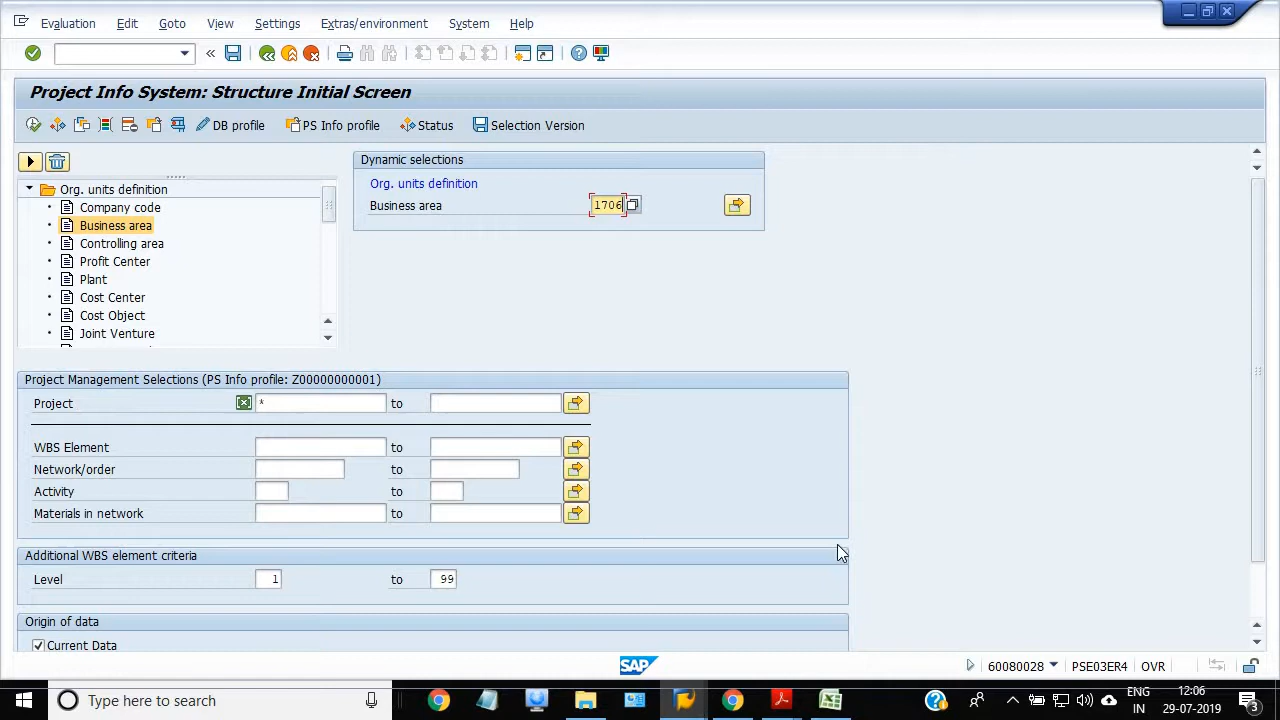 Evaluation Edit Goto View Settings Extras/environment System Help
Project Info System: Structure Initial Screen
DB profile PS Info profile Status Selection Version
Dynamic selections
Org. units definition
Org. units definition
Company code
Business area 1706
Business area
Controlling area
Profit Center
Plant
Cost Center
Cost Object
Joint Venture
Project Management Selections (PS Info profile: Z00000000001)
Project * to
WBS Element to
Network/order to
Activity to
Materials in network to
Additional WBS element criteria
Level 1 to 99
Origin of data
Current Data
SAP 60080028 PSE03ER4 OVR
Type here to search
ENG
IN
12:06
29-07-2019
3